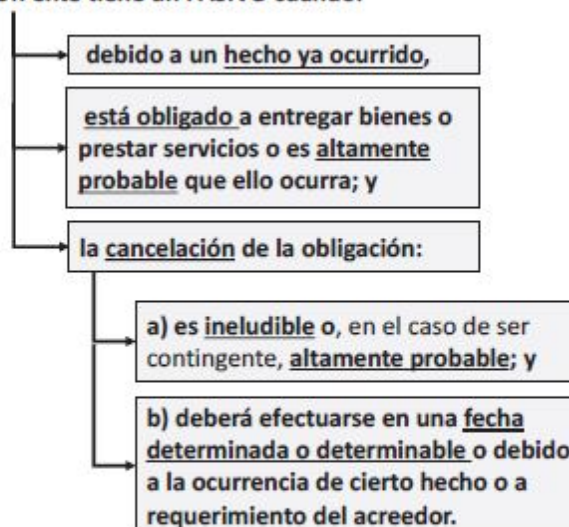 debido a un hecho ya ocurrido,
está obligado a entregar bienes o
prestar servicios o es altamente
probable que ello ocurra; y
la cancelación de la obligación:
a) es ineludible o, en el caso de ser
contingente, altamente probable; y
b) deberá efectuarse en una fecha
determinada o determinable o debido
a la ocurrencia de cierto hecho o a
requerimiento del acreedor.